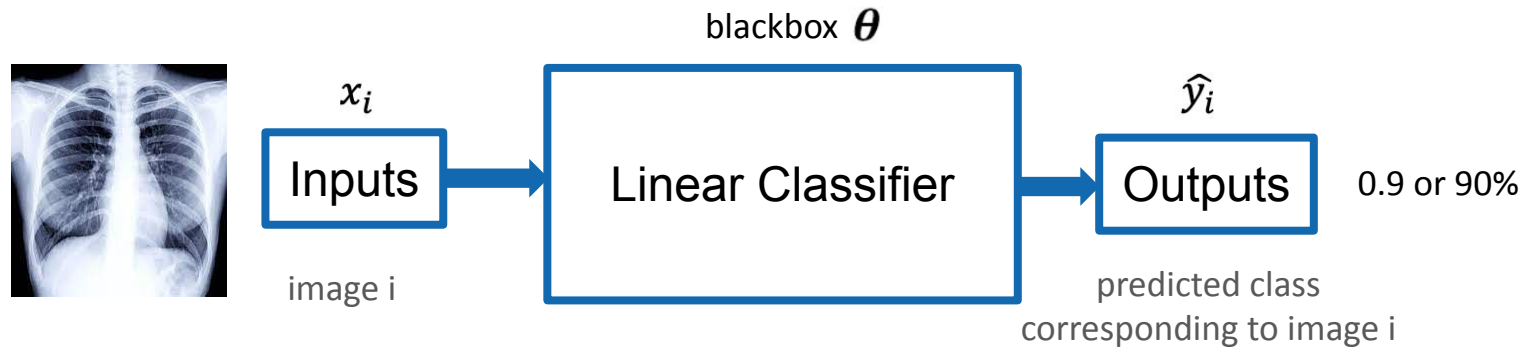 blackbox θ
x_i
ŷ_i
Inputs
Linear Classifier
Outputs
0.9 or 90%
image i
predicted class
corresponding to image i